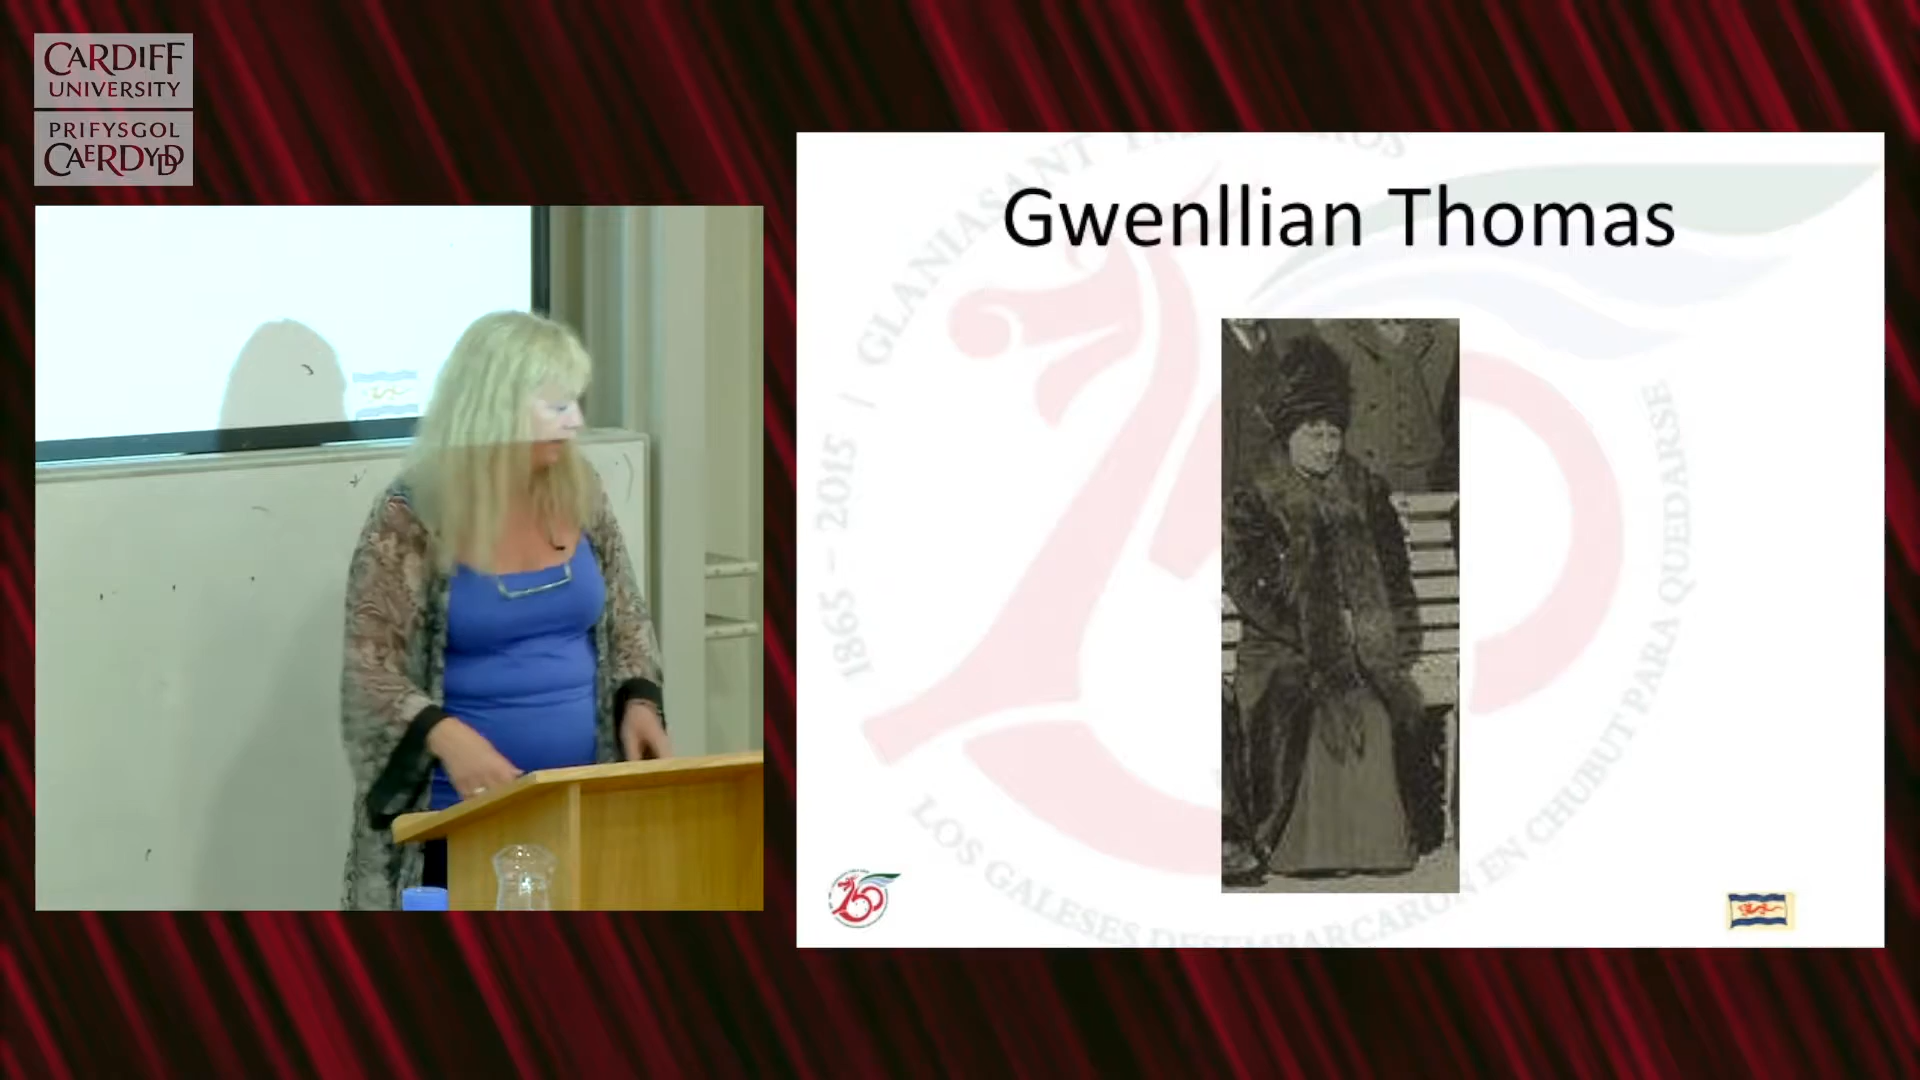 CARDIFF
UNIVERSITY
PRIFYSGOL
CAERDYDD
Gwenllian Thomas
1865 – 2015 | GLANIASANT
LOS GALESES DESEMBARCARON EN CHUBUT PARA QUEDARSE